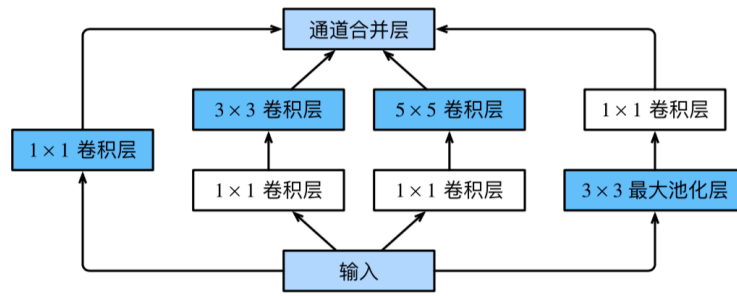 通道合并层
3 × 3 卷积层
5 × 5 卷积层
1 × 1 卷积层
1 × 1 卷积层
1 × 1 卷积层
1 × 1 卷积层
3 × 3 最大池化层
输入